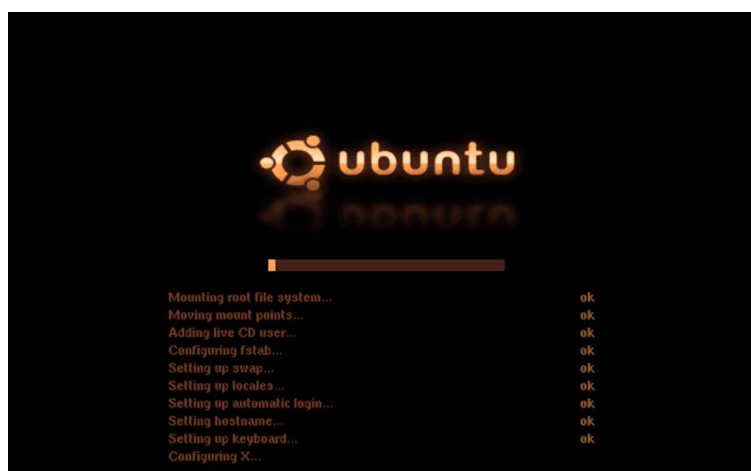 ubuntu
Mounting root file system... ok
Moving mount points... ok
Adding live CD user... ok
Configuring fstab... ok
Setting up swap... ok
Setting up locales... ok
Setting up automatic login... ok
Setting hostname... ok
Setting up keyboard... ok
Configuring X...